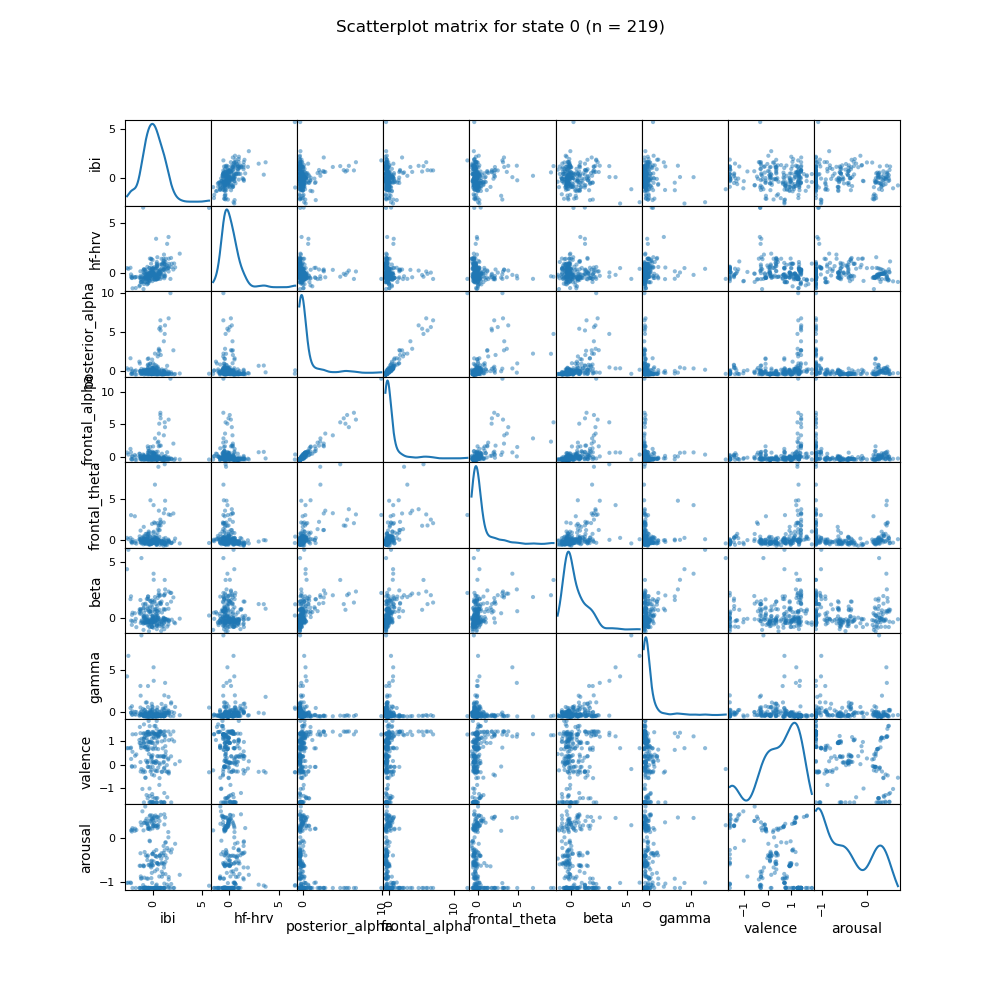 Scatterplot matrix for state 0 (n = 219)
5
0
ibi
5
0
hf-hrv
10
5
0
posterior_alpha
10
5
0
frontal_alpha
5
0
frontal_theta
5
0
beta
5
0
gamma
1
0
−1
valence
0
−1
arousal
0 5 0 5 0 10 0 10 0 5 0 5 0 5 −1 0 1 −1 0
ibi hf-hrv posterior_alpha frontal_alpha frontal_theta beta gamma valence arousal